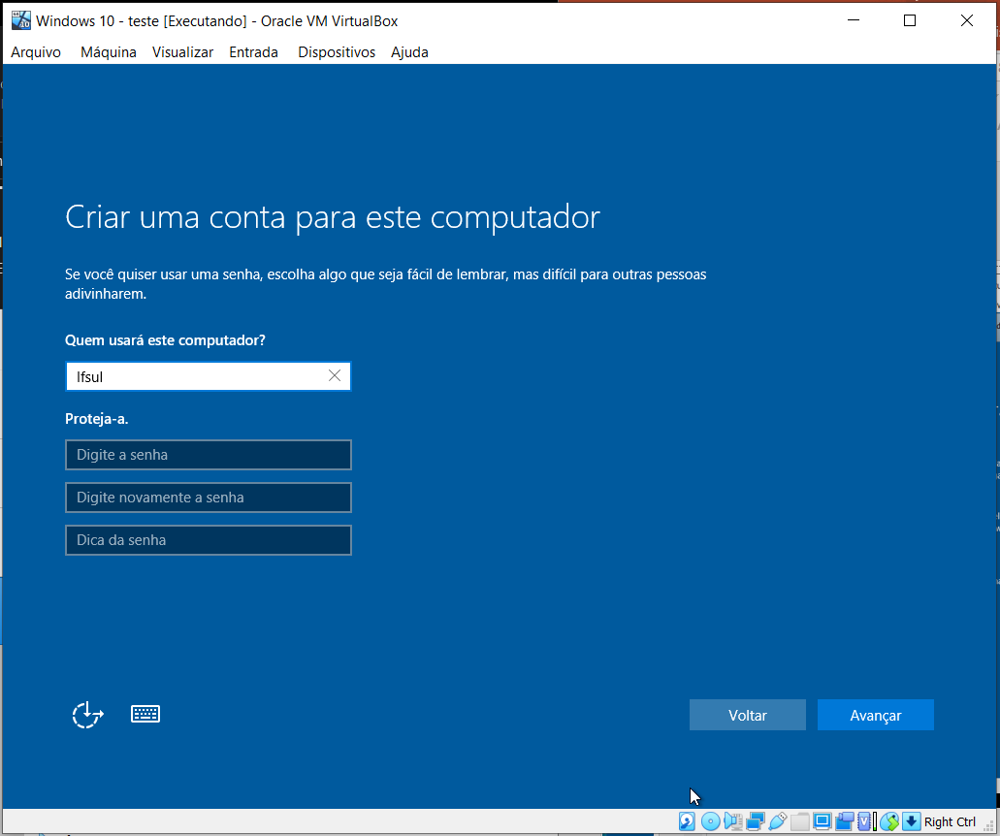 Windows 10 - teste [Executando] - Oracle VM VirtualBox
Arquivo Máquina Visualizar Entrada Dispositivos Ajuda
Criar uma conta para este computador
Se você quiser usar uma senha, escolha algo que seja fácil de lembrar, mas difícil para outras pessoas
adivinharem.
Quem usará este computador?
Ifsul
Proteja-a.
Digite a senha
Digite novamente a senha
Dica da senha
Voltar
Avançar
Right Ctrl